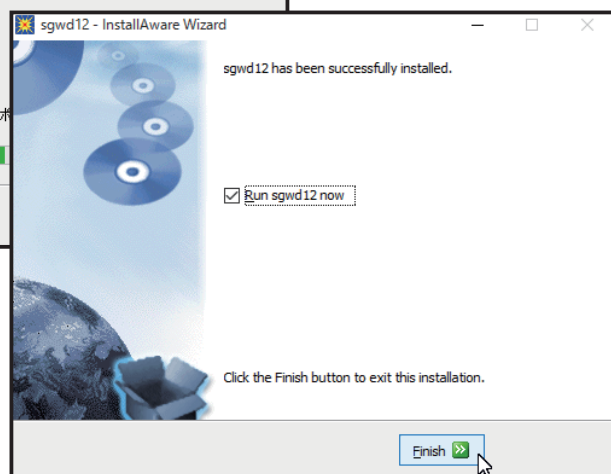 sgwd12 - InstallAware Wizard
sgwd12 has been successfully installed.
Run sgwd12 now
Click the Finish button to exit this installation.
Finish